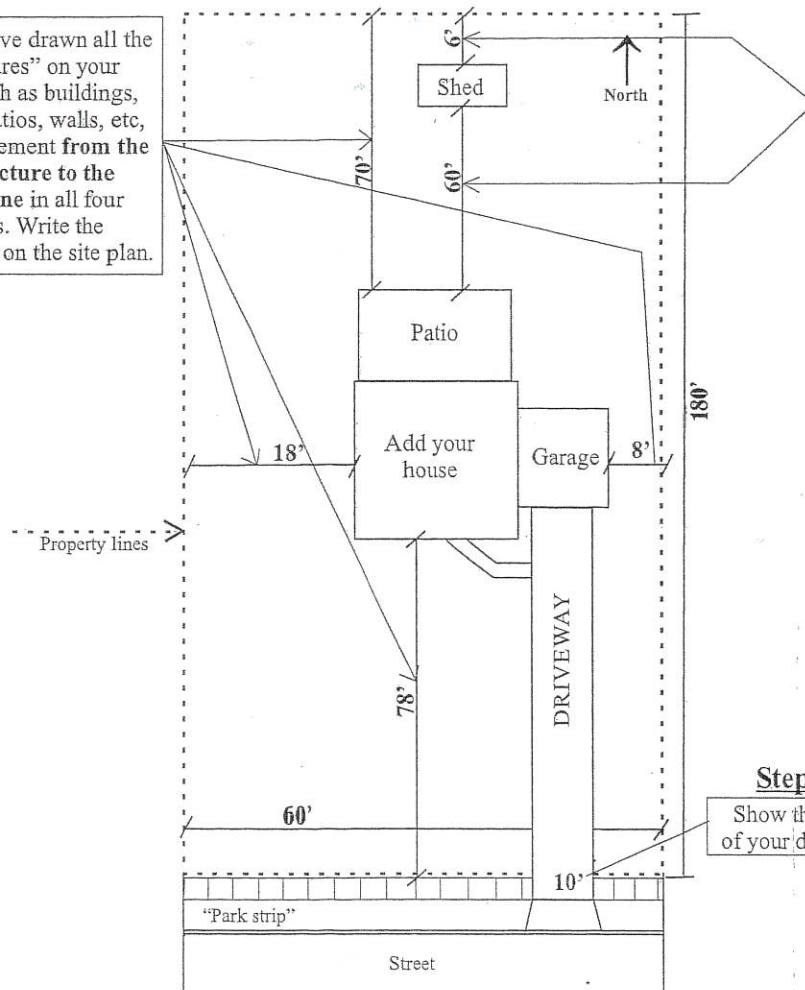 ve drawn all the
ures” on your
h as buildings,
tios, walls, etc,
ement from the
cture to the
ne in all four
s. Write the
on the site plan.
6’
Shed
North
70’
60’
Patio
180’
18’
Add your
house
Garage
8’
Property lines
DRIVEWAY
78’
Step
Show th
of your d
60’
10’
“Park strip”
Street